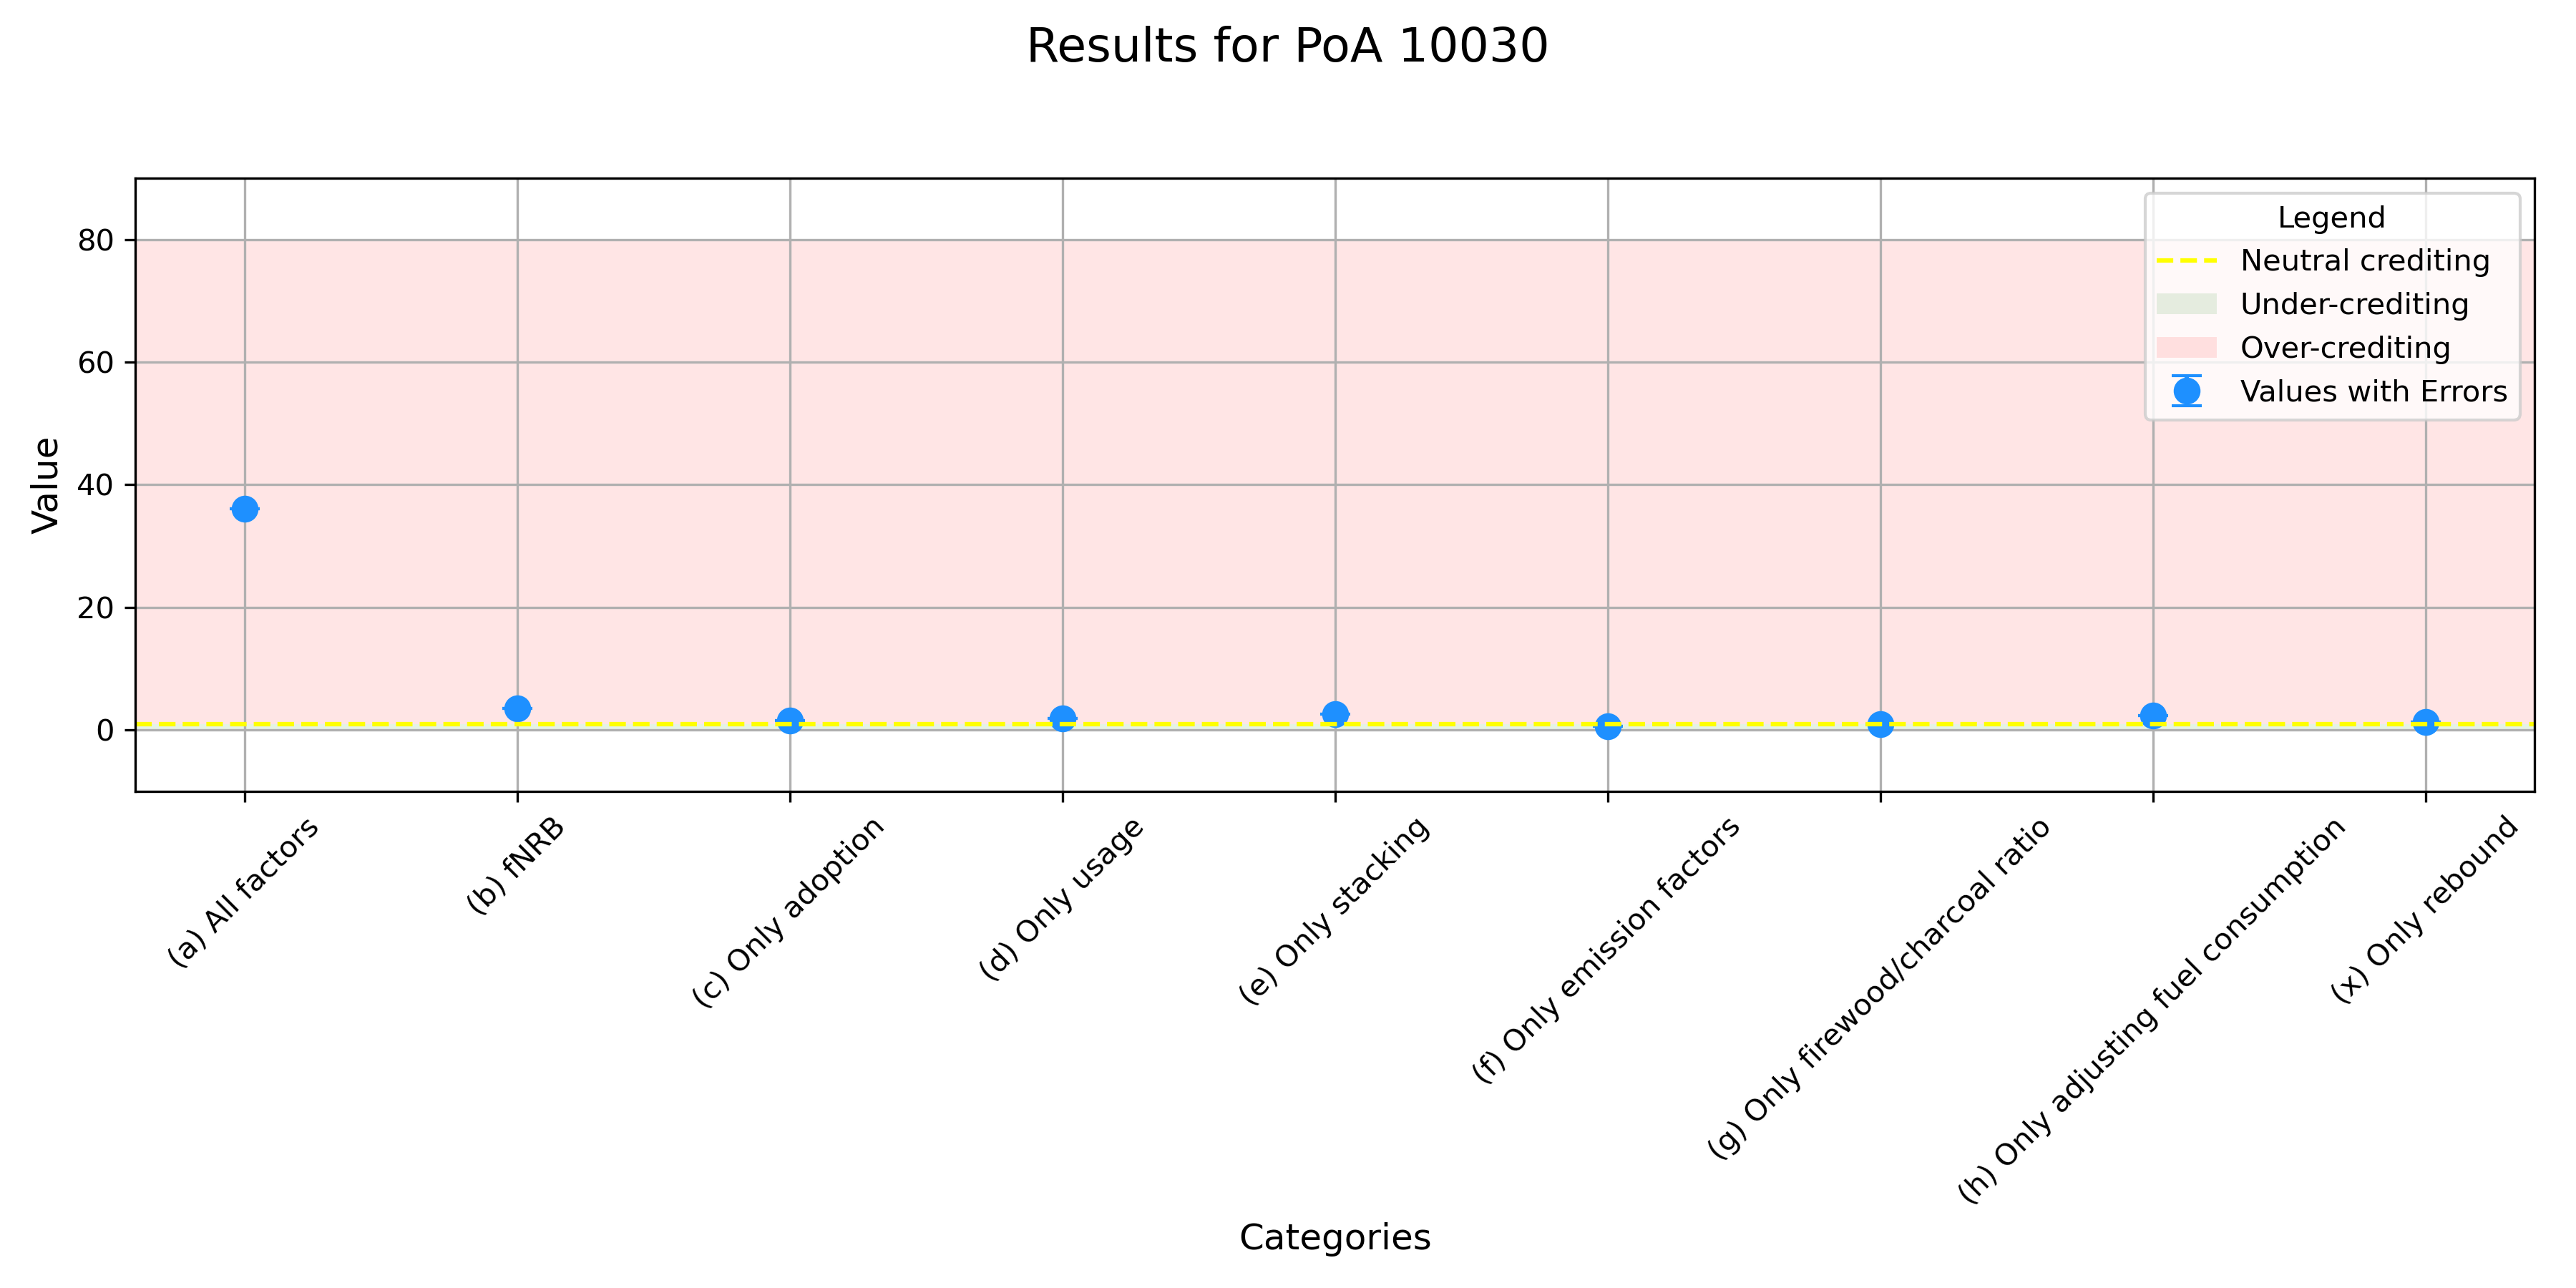 Results for PoA 10030
Legend
Neutral crediting
Under-crediting
Over-crediting
Values with Errors
Value
80
60
40
20
0
(a) All factors
(b) fNRB
(c) Only adoption
(d) Only usage
(e) Only stacking
(f) Only emission factors
(g) Only firewood/charcoal ratio
(h) Only adjusting fuel consumption
(x) Only rebound
Categories